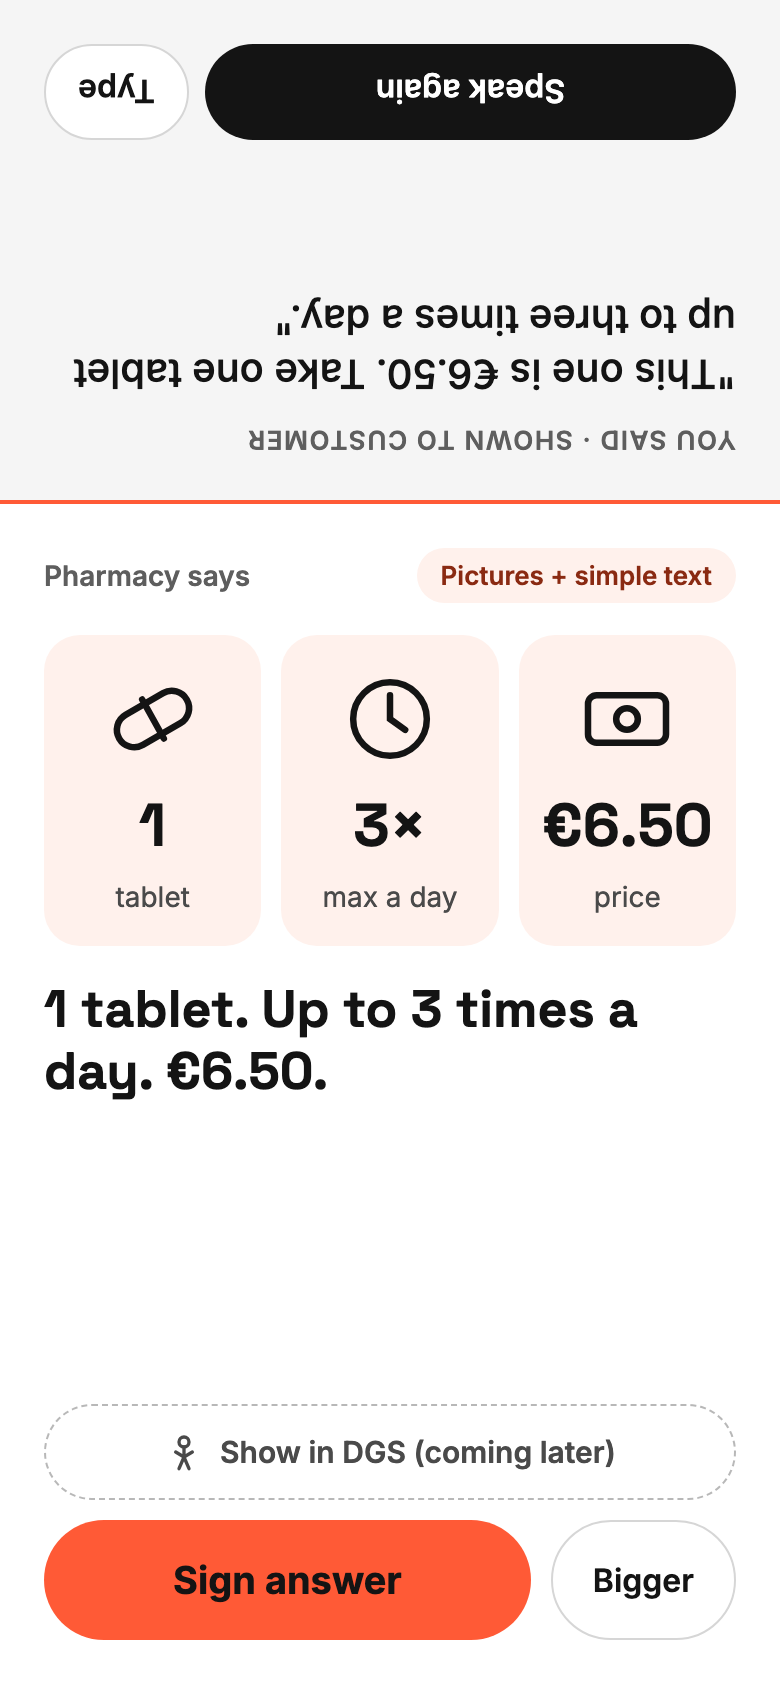 YOU SAID · SHOWN TO CUSTOMER
"This one is €6.50. Take one tablet
up to three times a day."
Speak again
Type
Pharmacy says
Pictures + simple text
1
tablet
3×
max a day
€6.50
price
1 tablet. Up to 3 times a
day. €6.50.
Show in DGS (coming later)
Sign answer
Bigger